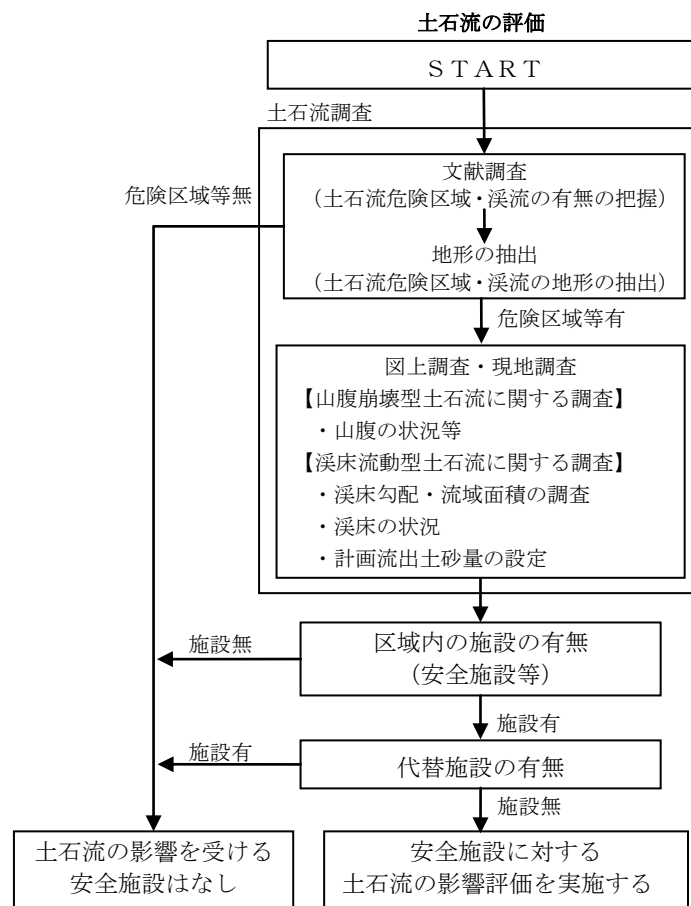 土石流の評価
ＳＴＡＲＴ
土石流調査
文献調査
（土石流危険区域・渓流の有無の把握）
危険区域等無
地形の抽出
（土石流危険区域・渓流の地形の抽出）
危険区域等有
図上調査・現地調査
【山腹崩壊型土石流に関する調査】
・山腹の状況等
【渓床流動型土石流に関する調査】
・渓床勾配・流域面積の調査
・渓床の状況
・計画流出土砂量の設定
施設無
区域内の施設の有無
（安全施設等）
施設有
施設有
代替施設の有無
施設無
土石流の影響を受ける
安全施設はなし
安全施設に対する
土石流の影響評価を実施する